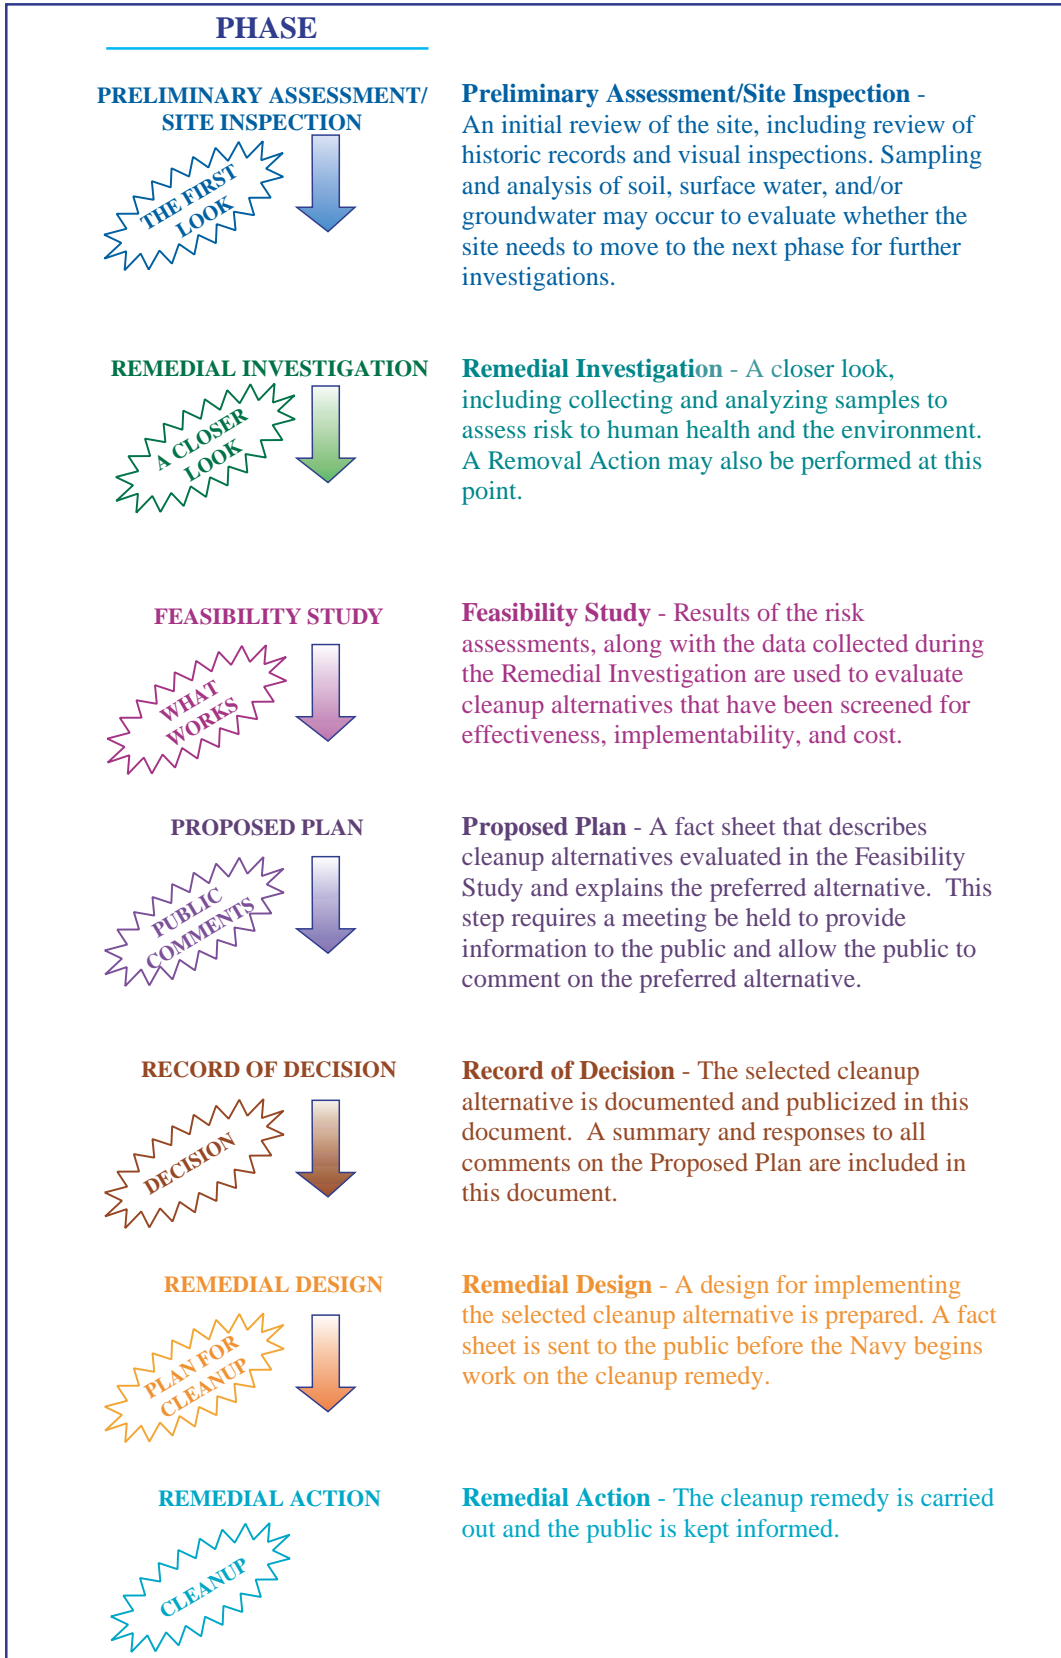 PHASE
PRELIMINARY ASSESSMENT/
SITE INSPECTION
THE FIRST
LOOK
Preliminary Assessment/Site Inspection -
An initial review of the site, including review of
historic records and visual inspections. Sampling
and analysis of soil, surface water, and/or
groundwater may occur to evaluate whether the
site needs to move to the next phase for further
investigations.
REMEDIAL INVESTIGATION
A CLOSER
LOOK
Remedial Investigation - A closer look,
including collecting and analyzing samples to
assess risk to human health and the environment.
A Removal Action may also be performed at this
point.
FEASIBILITY STUDY
WHAT
WORKS
Feasibility Study - Results of the risk
assessments, along with the data collected during
the Remedial Investigation are used to evaluate
cleanup alternatives that have been screened for
effectiveness, implementability, and cost.
PROPOSED PLAN
PUBLIC
COMMENTS
Proposed Plan - A fact sheet that describes
cleanup alternatives evaluated in the Feasibility
Study and explains the preferred alternative.  This
step requires a meeting be held to provide
information to the public and allow the public to
comment on the preferred alternative.
RECORD OF DECISION
DECISION
Record of Decision - The selected cleanup
alternative is documented and publicized in this
document.  A summary and responses to all
comments on the Proposed Plan are included in
this document.
REMEDIAL DESIGN
PLAN FOR
CLEANUP
Remedial Design - A design for implementing
the selected cleanup alternative is prepared. A fact
sheet is sent to the public before the Navy begins
work on the cleanup remedy.
REMEDIAL ACTION
CLEANUP
Remedial Action - The cleanup remedy is carried
out and the public is kept informed.